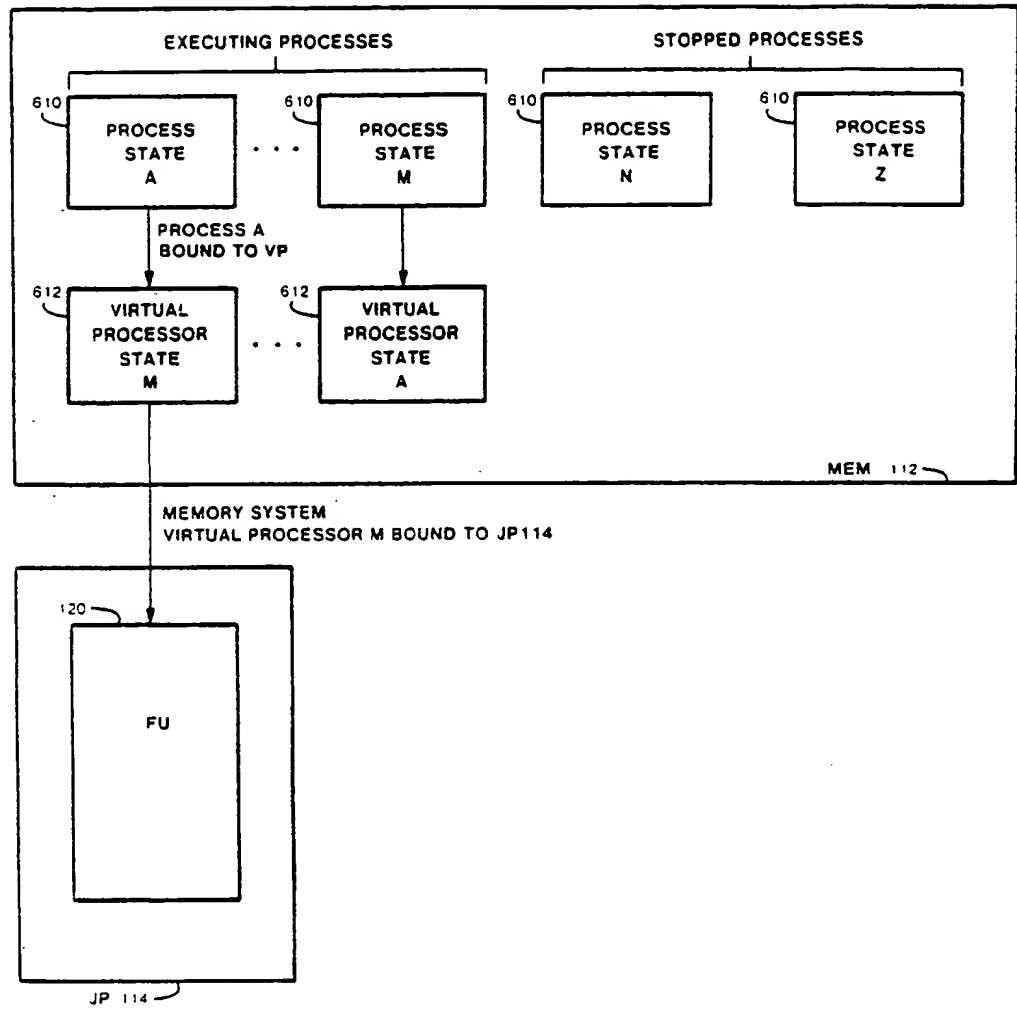 EXECUTING PROCESSES
STOPPED PROCESSES
610
PROCESS
STATE
A
. . .
610
PROCESS
STATE
M
610
PROCESS
STATE
N
610
PROCESS
STATE
Z
PROCESS A
BOUND TO VP
612
VIRTUAL
PROCESSOR
STATE
M
. . .
612
VIRTUAL
PROCESSOR
STATE
A
MEM 112
MEMORY SYSTEM
VIRTUAL PROCESSOR M BOUND TO JP114
120
FU
JP 114